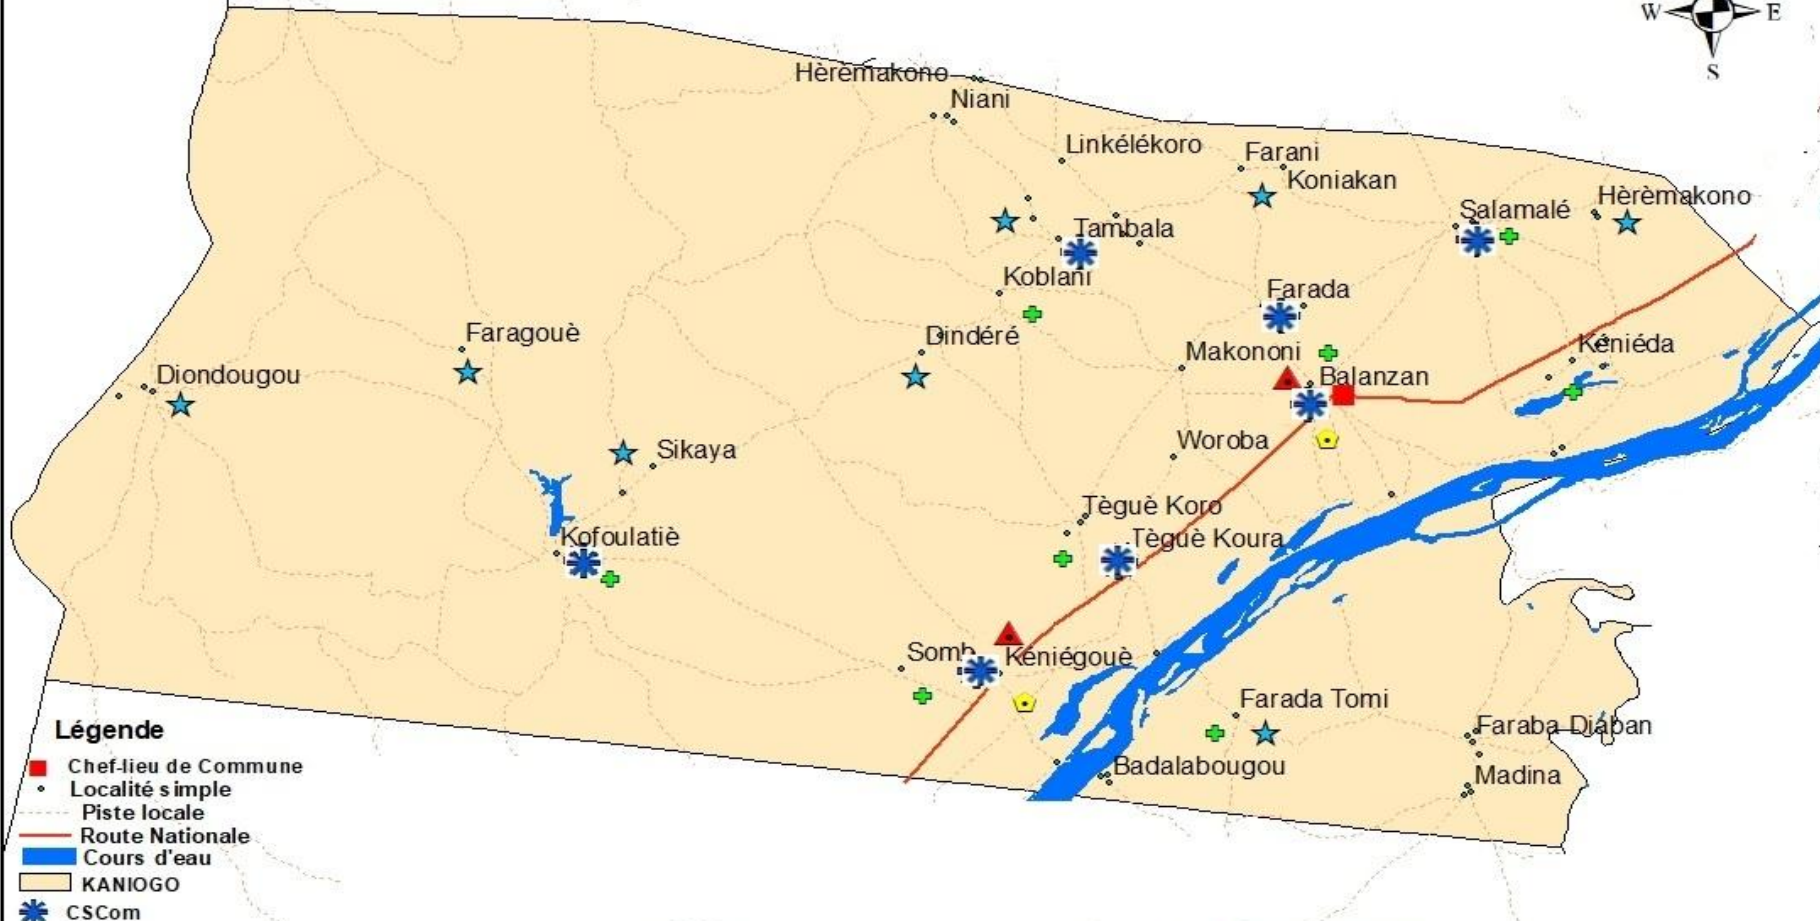 W E
S
Hèrèmakono
Niani
Linkélékoro
Farani
Koniakan
Salamalé
Hèrèmakono
Tambala
Koblani
Farada
Faragouè
Dindéré
Makononi
Kéniéda
Diondougou
Balanzan
Sikaya
Woroba
Tèguè Koro
Kofoulatiè
Tèguè Koura
Somb
Kéniégouè
Farada Tomi
Faraba Diaban
Badalabougou
Madina
Légende
Chef-lieu de Commune
Localité simple
Piste locale
Route Nationale
Cours d'eau
KANIOGO
CSCom